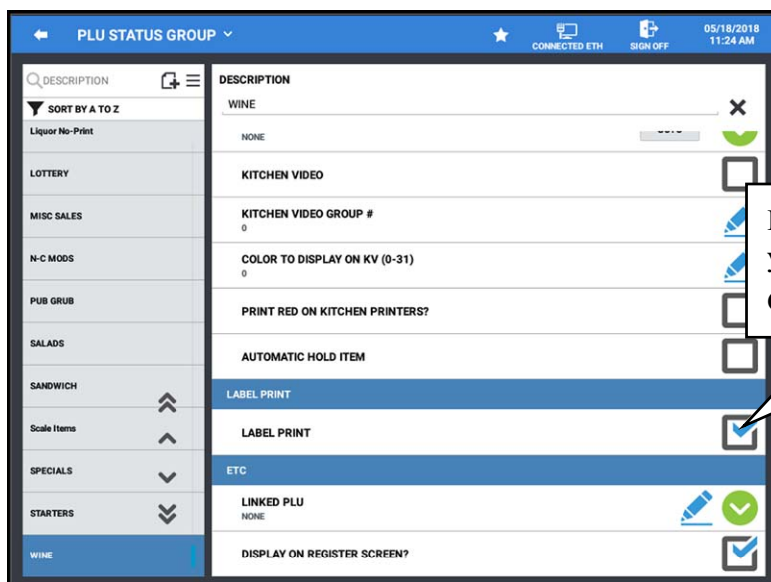 PLU STATUS GROUP
CONNECTED ETH
SIGN OFF
05/18/2018
11:24 AM
DESCRIPTION
SORT BY A TO Z
Liquor No-Print
LOTTERY
MISC SALES
N-C MODS
PUB GRUB
SALADS
SANDWICH
Scale Items
SPECIALS
STARTERS
WINE
DESCRIPTION
WINE
NONE
KITCHEN VIDEO
KITCHEN VIDEO GROUP #
0
COLOR TO DISPLAY ON KV (0-31)
0
PRINT RED ON KITCHEN PRINTERS?
AUTOMATIC HOLD ITEM
LABEL PRINT
LABEL PRINT
ETC
LINKED PLU
NONE
DISPLAY ON REGISTER SCREEN?